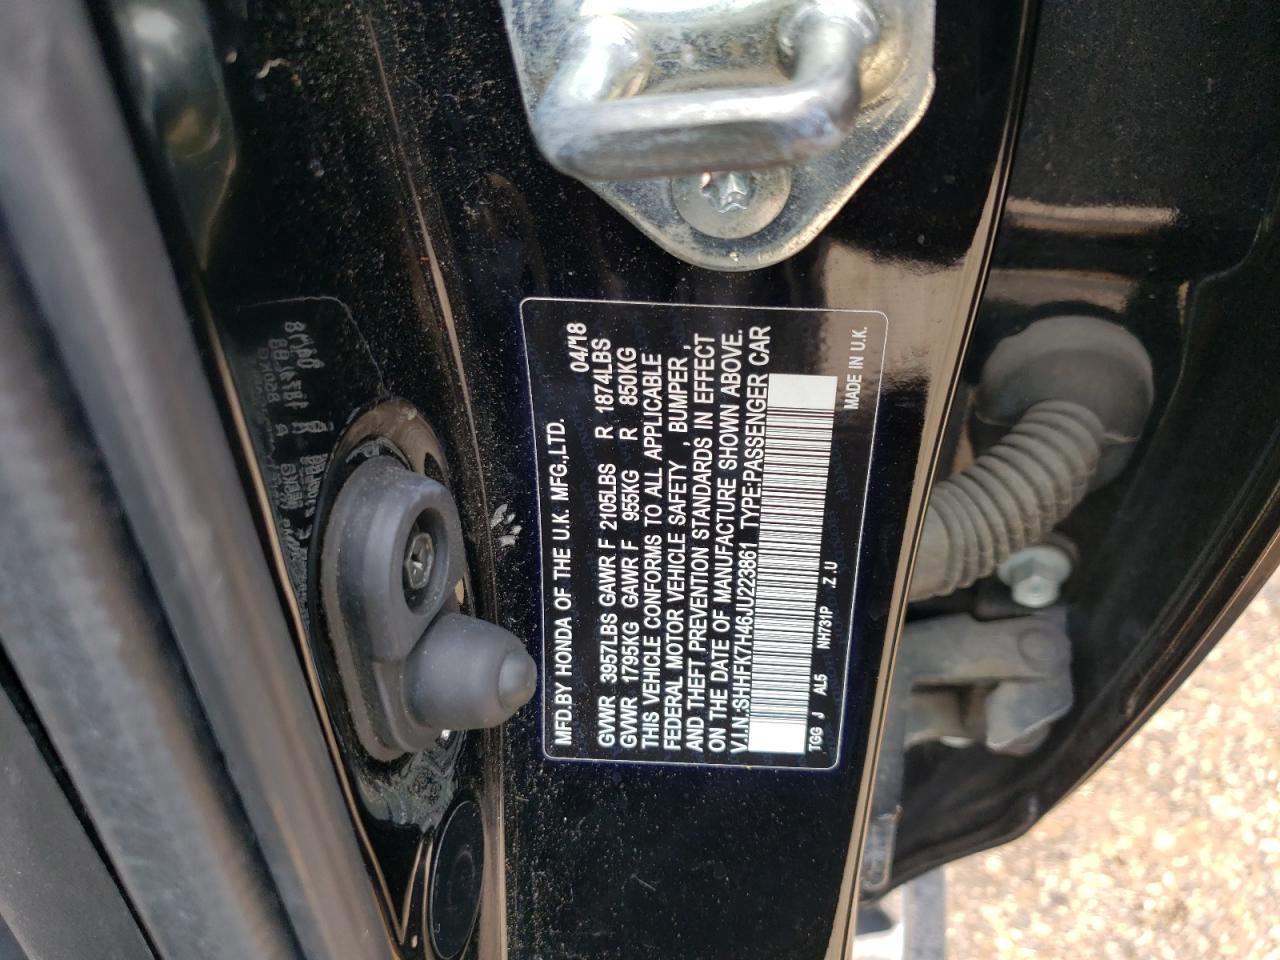 MFD.BY HONDA OF THE U.K. MFG.,LTD. 04/18
GVWR 3957LBS GAWR F 2105LBS R 1874LBS
GVWR 1795KG GAWR F 955KG R 850KG
THIS VEHICLE CONFORMS TO ALL APPLICABLE
FEDERAL MOTOR VEHICLE SAFETY , BUMPER ,
AND THEFT PREVENTION STANDARDS IN EFFECT
ON THE DATE OF MANUFACTURE SHOWN ABOVE.
V.I.N.:SHHFK7H46JU223861 TYPE:PASSENGER CAR
TGG J AL5 NH731P .Z.U
MADE IN U.K.